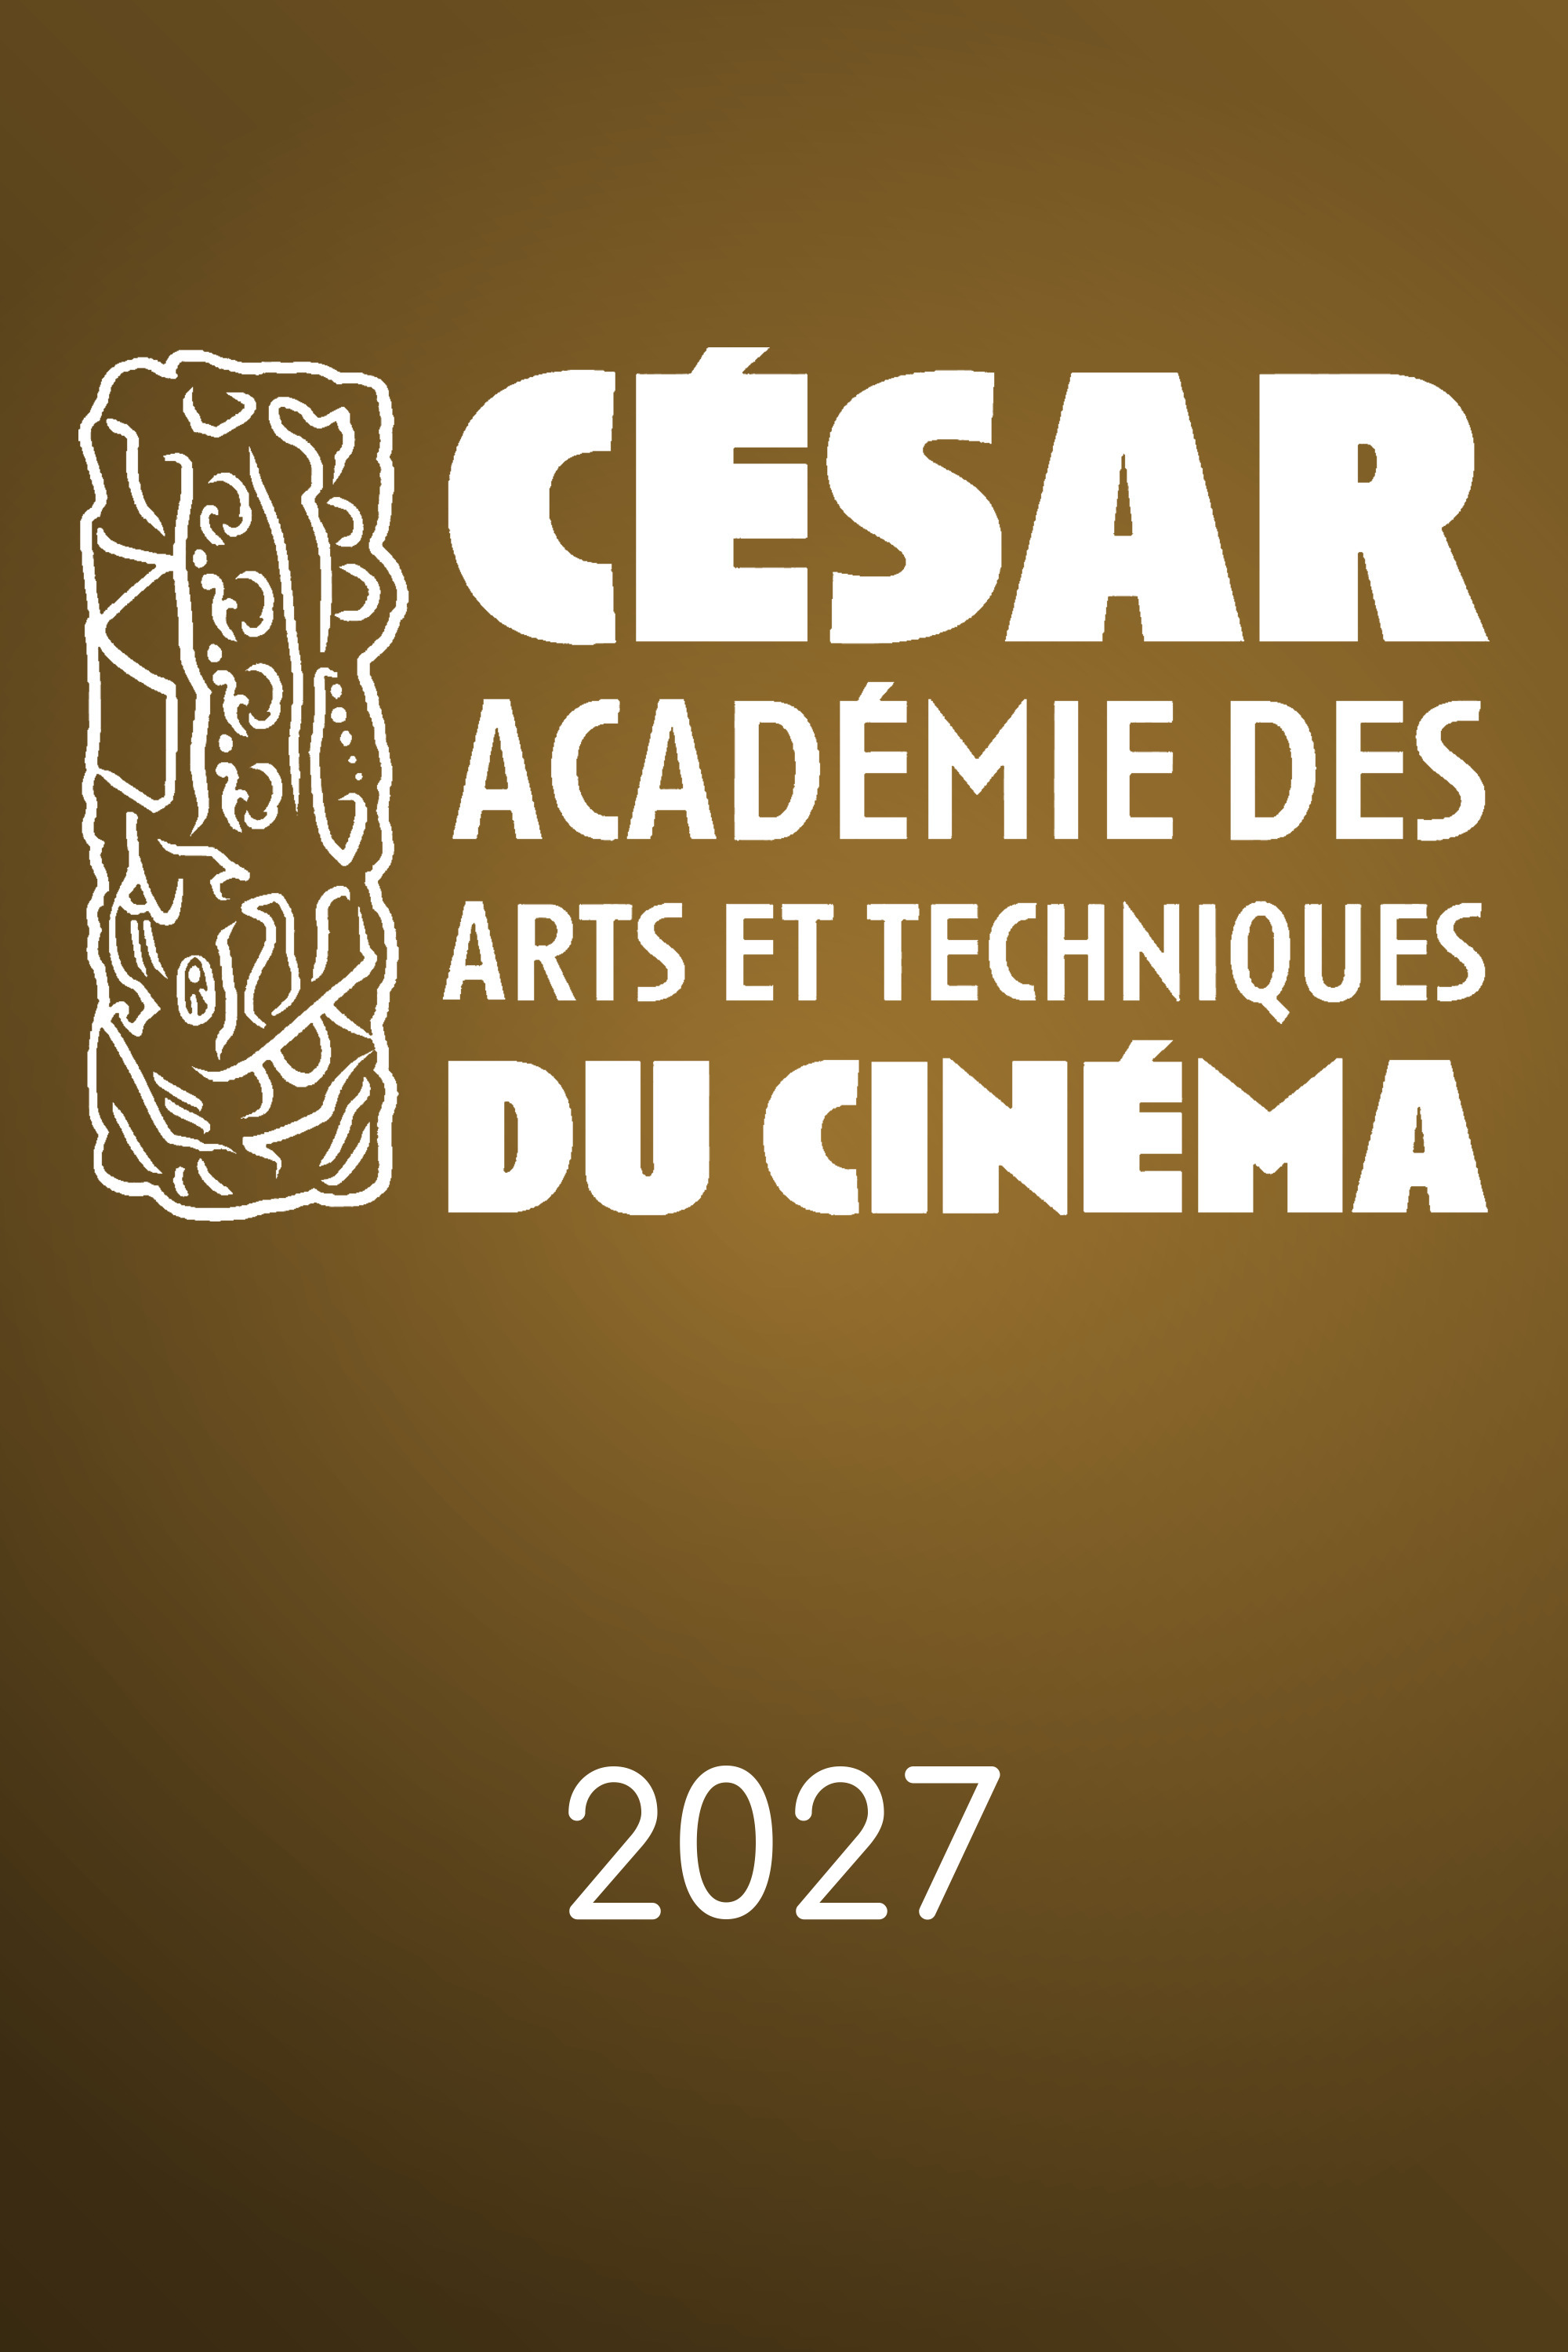 CÉSAR
ACADÉMIE DES
ARTS ET TECHNIQUES
DU CINÉMA
2027